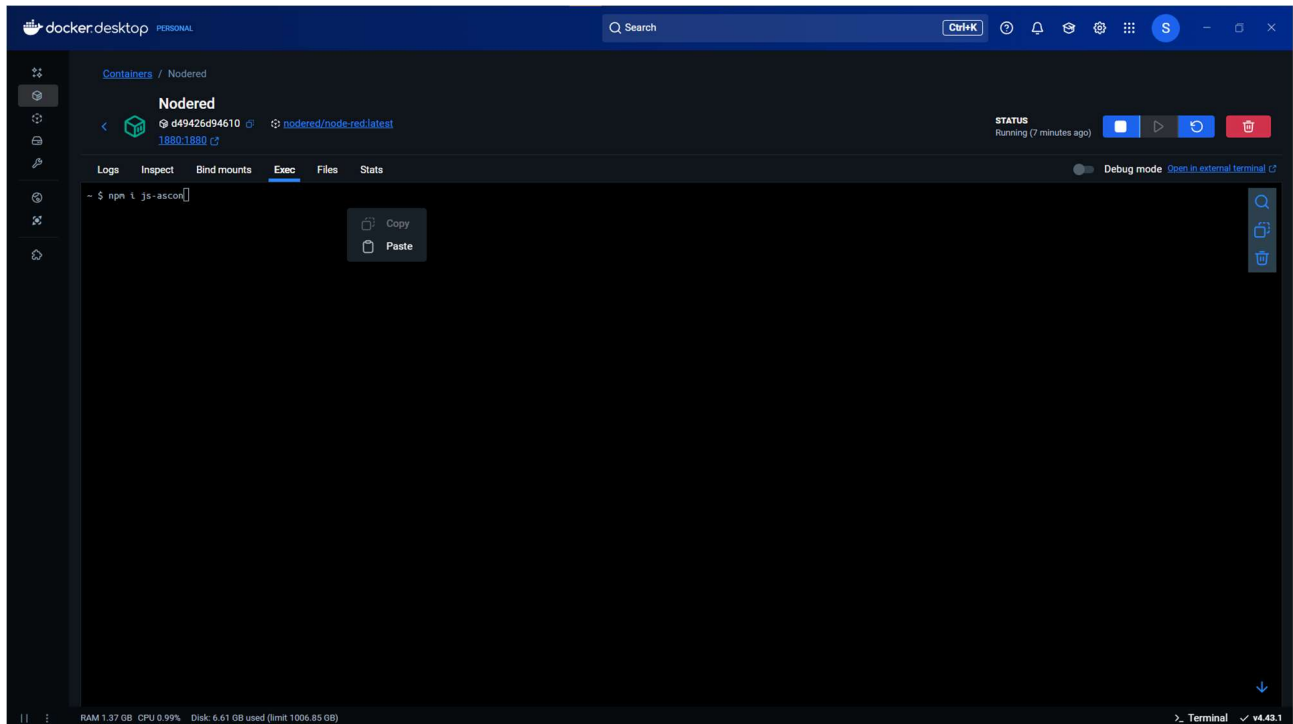 docker.desktop PERSONAL
Search
Ctrl+K
S
Containers / Nodered
Nodered
d49426d94610 nodered/node-red:latest
1880:1880
STATUS
Running (7 minutes ago)
Logs Inspect Bind mounts Exec Files Stats
Debug mode Open in external terminal
~ $ npm i js-ascon
Copy
Paste
RAM 1.37 GB CPU 0.99% Disk: 6.61 GB used (limit 1006.85 GB)
>_ Terminal ✓ v4.43.1